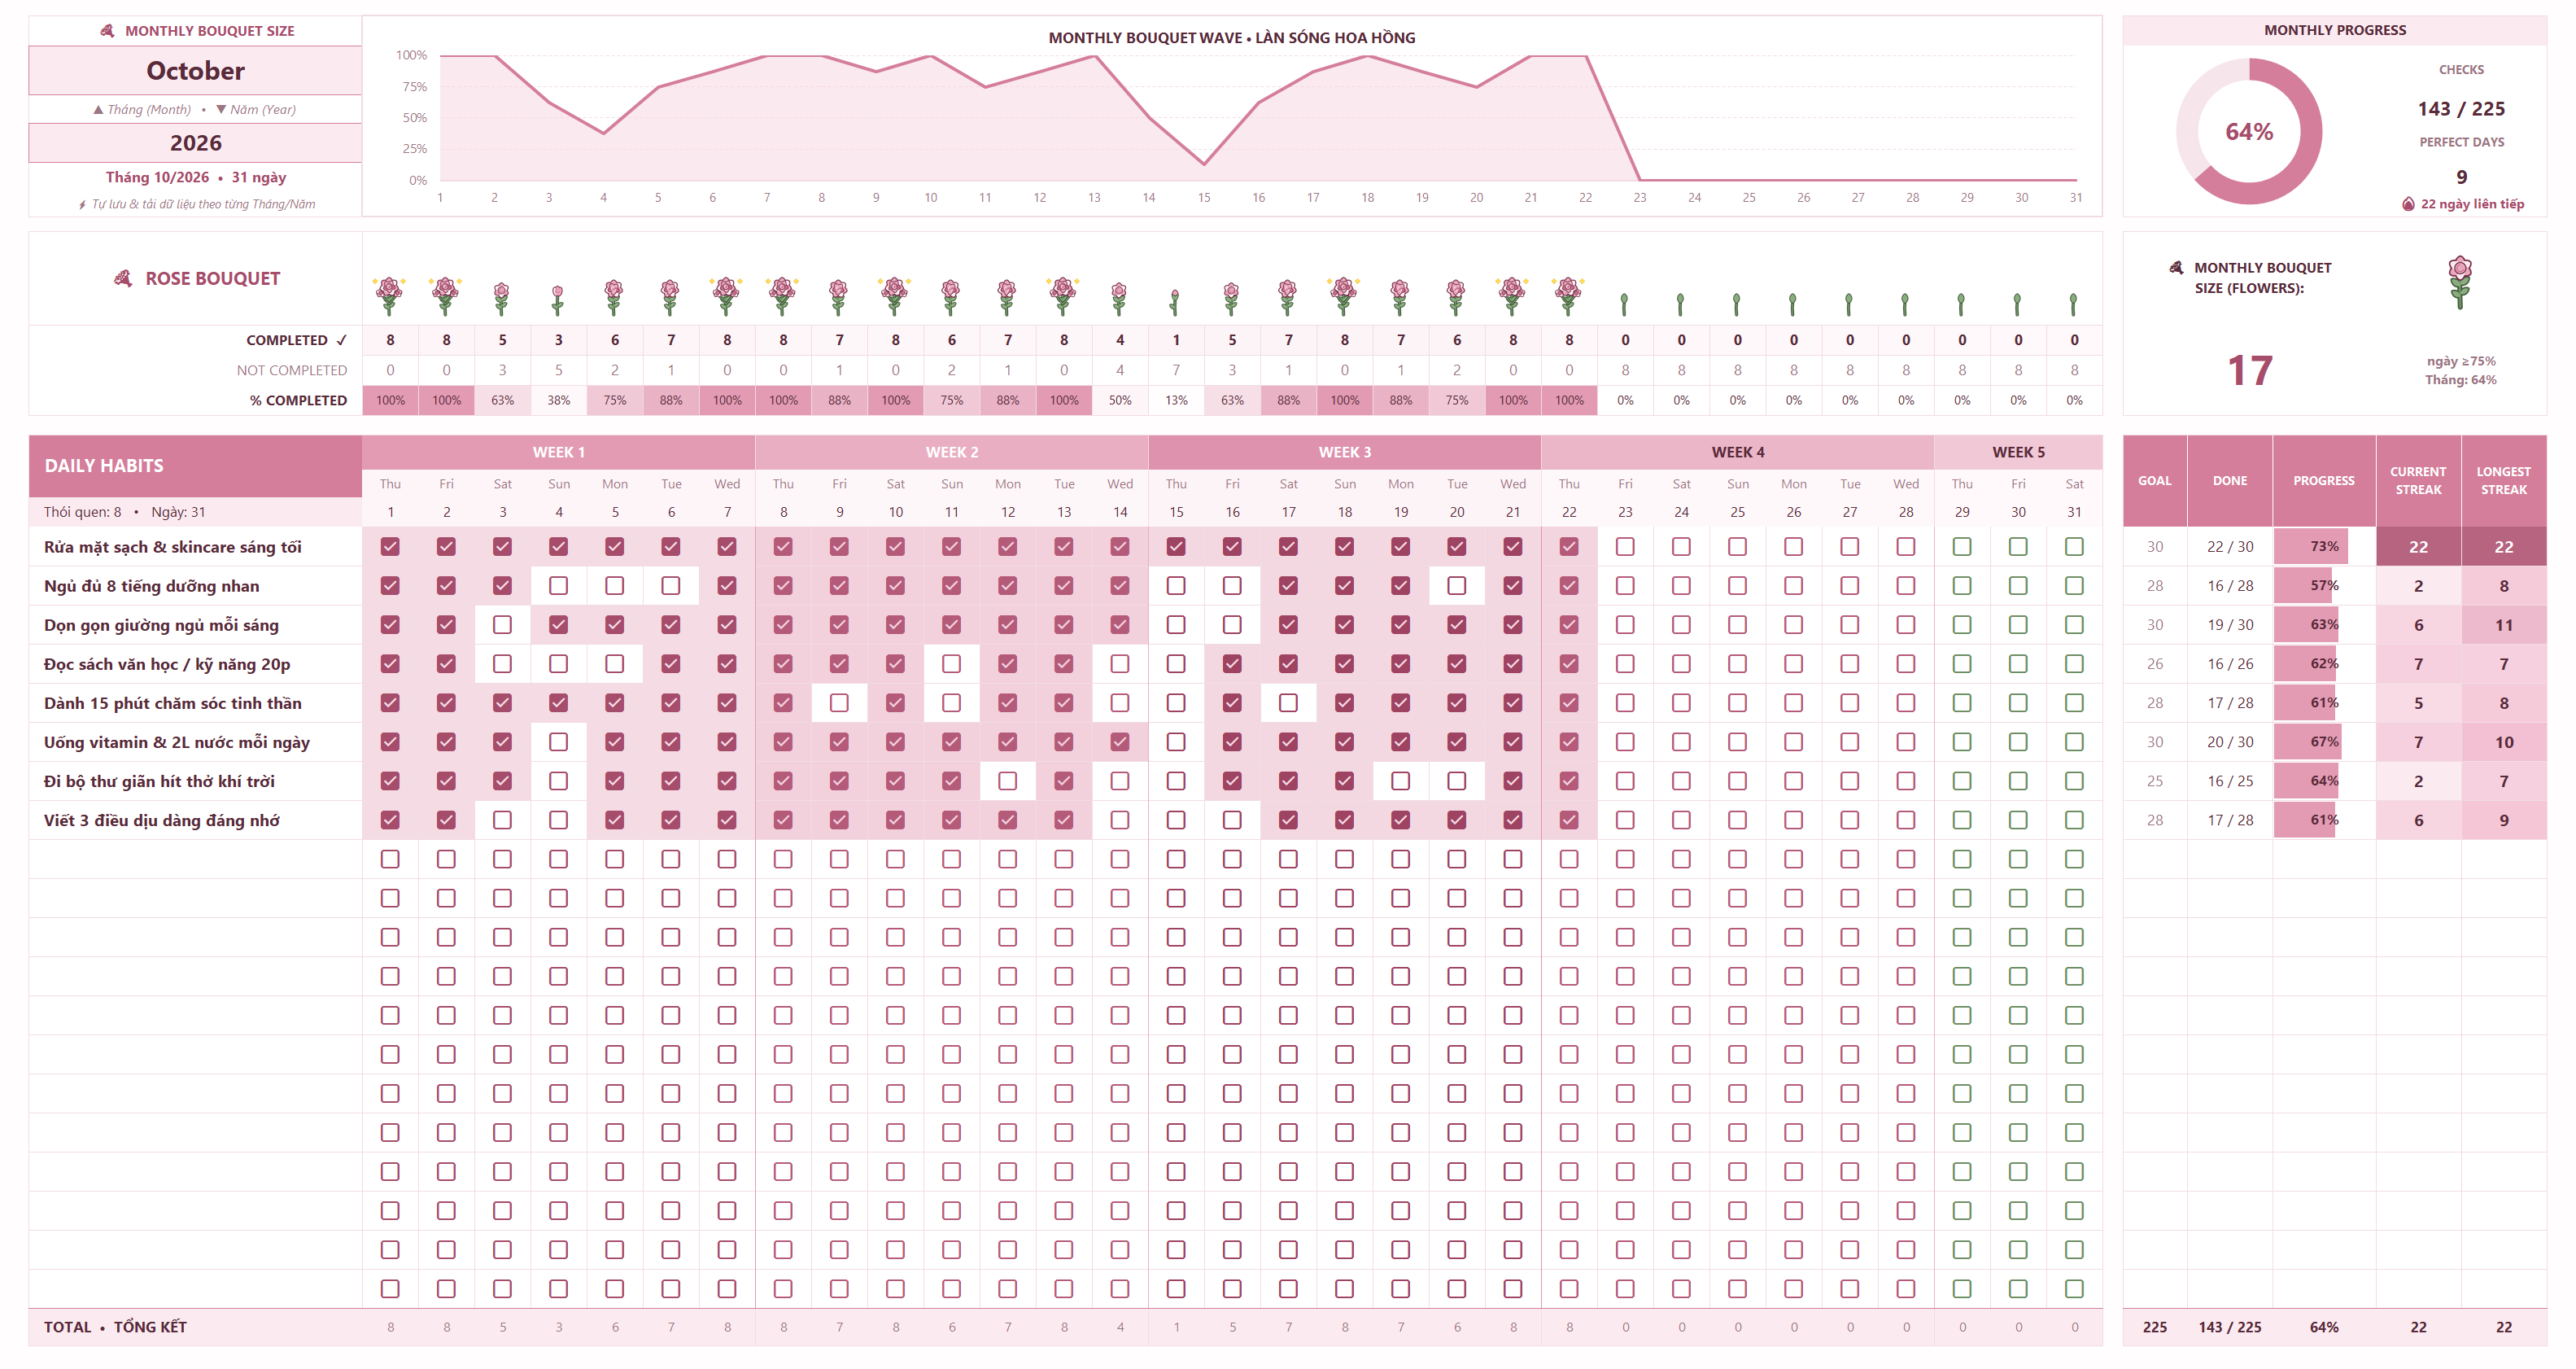 MONTHLY BOUQUET SIZE
October
▲ Tháng (Month) • ▼ Năm (Year)
2026
Tháng 10/2026 • 31 ngày
Tự lưu & tải dữ liệu theo từng Tháng/Năm
MONTHLY BOUQUET WAVE • LÀN SÓNG HOA HỒNG
100%
75%
50%
25%
0%
1 2 3 4 5 6 7 8 9 10 11 12 13 14 15 16 17 18 19 20 21 22 23 24 25 26 27 28 29 30 31
MONTHLY PROGRESS
64%
CHECKS
143 / 225
PERFECT DAYS
9
22 ngày liên tiếp
ROSE BOUQUET
COMPLETED ✓ 8 8 5 3 6 7 8 8 7 8 6 7 8 4 1 5 7 8 7 6 8 8 0 0 0 0 0 0 0 0 0
NOT COMPLETED 0 0 3 5 2 1 0 0 1 0 2 1 0 4 7 3 1 0 1 2 0 0 8 8 8 8 8 8 8 8 8
% COMPLETED 100% 100% 63% 38% 75% 88% 100% 100% 88% 100% 75% 88% 100% 50% 13% 63% 88% 100% 88% 75% 100% 100% 0% 0% 0% 0% 0% 0% 0% 0% 0%
MONTHLY BOUQUET
SIZE (FLOWERS):
17
ngày ≥75%
Tháng: 64%
DAILY HABITS
WEEK 1 WEEK 2 WEEK 3 WEEK 4 WEEK 5
Thu Fri Sat Sun Mon Tue Wed Thu Fri Sat Sun Mon Tue Wed Thu Fri Sat Sun Mon Tue Wed Thu Fri Sat Sun Mon Tue Wed Thu Fri Sat
Thói quen: 8 • Ngày: 31 1 2 3 4 5 6 7 8 9 10 11 12 13 14 15 16 17 18 19 20 21 22 23 24 25 26 27 28 29 30 31
GOAL DONE PROGRESS CURRENT STREAK LONGEST STREAK
Rửa mặt sạch & skincare sáng tối 30 22 / 30 73% 22 22
Ngủ đủ 8 tiếng dưỡng nhan 28 16 / 28 57% 2 8
Dọn gọn giường ngủ mỗi sáng 30 19 / 30 63% 6 11
Đọc sách văn học / kỹ năng 20p 26 16 / 26 62% 7 7
Dành 15 phút chăm sóc tinh thần 28 17 / 28 61% 5 8
Uống vitamin & 2L nước mỗi ngày 30 20 / 30 67% 7 10
Đi bộ thư giãn hít thở khí trời 25 16 / 25 64% 2 7
Viết 3 điều dịu dàng đáng nhớ 28 17 / 28 61% 6 9
TOTAL • TỔNG KẾT 8 8 5 3 6 7 8 8 7 8 6 7 8 4 1 5 7 8 7 6 8 8 0 0 0 0 0 0 0 0 0 225 143 / 225 64% 22 22